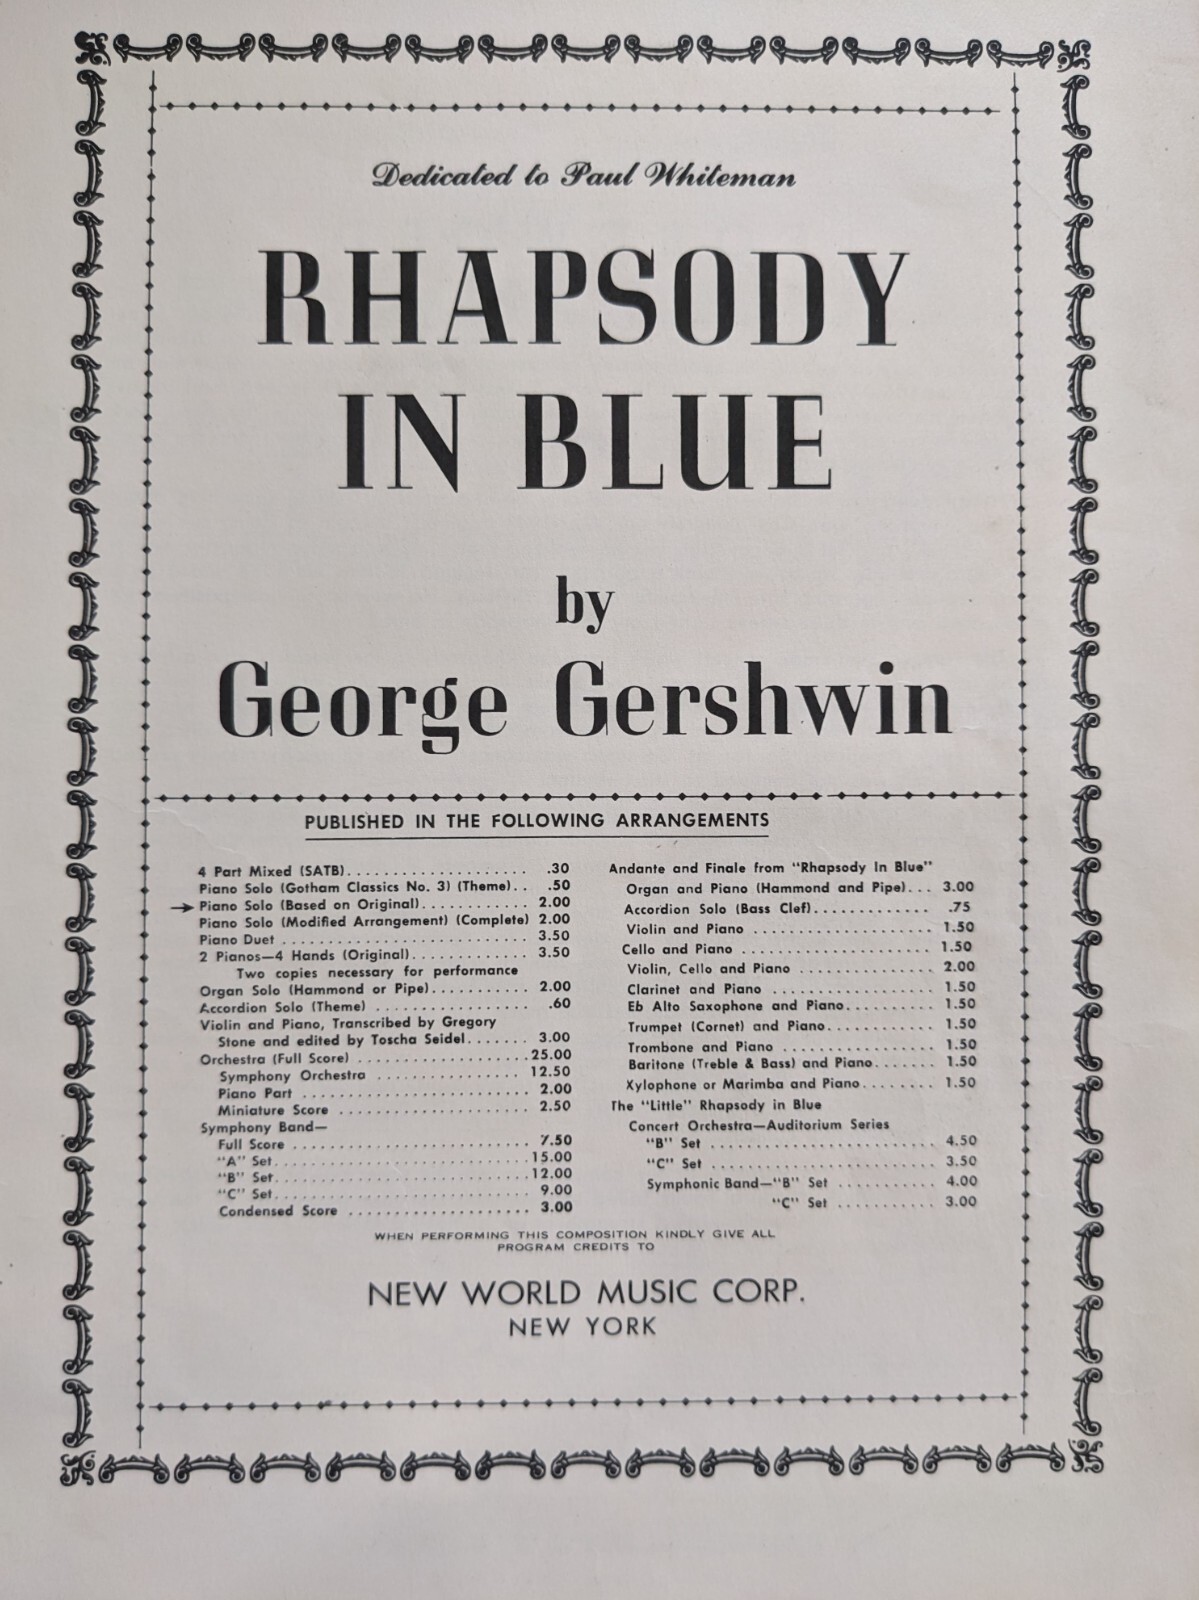 Dedicated to Paul Whiteman
RHAPSODY
IN BLUE
by
George Gershwin
PUBLISHED IN THE FOLLOWING ARRANGEMENTS
4 Part Mixed (SATB) .30
Piano Solo (Gotham Classics No. 3) (Theme) .50
→ Piano Solo (Based on Original) 2.00
Piano Solo (Modified Arrangement) (Complete) 2.00
Piano Duet 3.50
2 Pianos—4 Hands (Original) 3.50
Two copies necessary for performance
Organ Solo (Hammond or Pipe) 2.00
Accordion Solo (Theme) .60
Violin and Piano, Transcribed by Gregory
Stone and edited by Toscha Seidel 3.00
Orchestra (Full Score) 25.00
Symphony Orchestra 12.50
Piano Part 2.00
Miniature Score 2.50
Symphony Band—
Full Score 7.50
"A" Set 15.00
"B" Set 12.00
"C" Set 9.00
Condensed Score 3.00
Andante and Finale from "Rhapsody In Blue"
Organ and Piano (Hammond and Pipe) 3.00
Accordion Solo (Bass Clef) .75
Violin and Piano 1.50
Cello and Piano 1.50
Violin, Cello and Piano 2.00
Clarinet and Piano 1.50
Eb Alto Saxophone and Piano 1.50
Trumpet (Cornet) and Piano 1.50
Trombone and Piano 1.50
Baritone (Treble & Bass) and Piano 1.50
Xylophone or Marimba and Piano 1.50
The "Little" Rhapsody in Blue
Concert Orchestra—Auditorium Series
"B" Set 4.50
"C" Set 3.50
Symphonic Band—"B" Set 4.00
"C" Set 3.00
WHEN PERFORMING THIS COMPOSITION KINDLY GIVE ALL
PROGRAM CREDITS TO
NEW WORLD MUSIC CORP.
NEW YORK